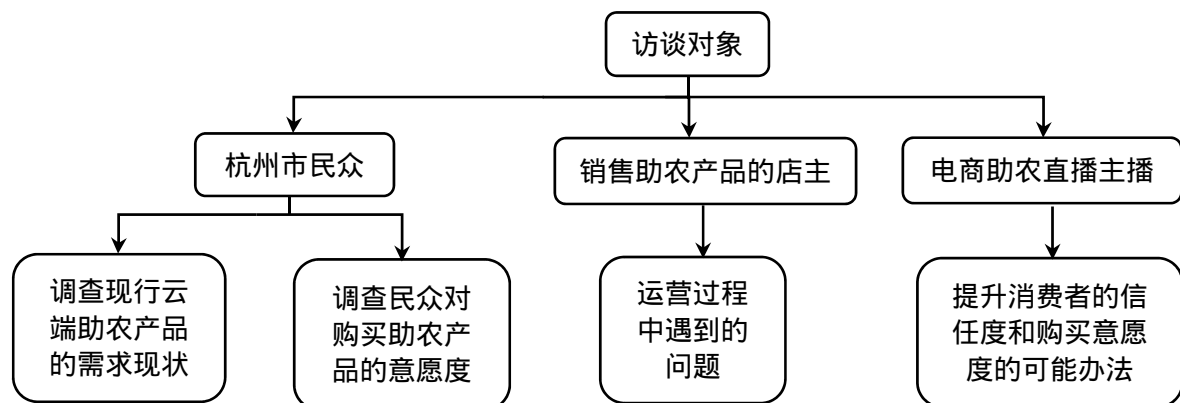 访谈对象
杭州市民众
销售助农产品的店主
电商助农直播主播
调查现行云
端助农产品
的需求现状
调查民众对
购买助农产
品的意愿度
运营过程
中遇到的
问题
提升消费者的信
任度和购买意愿
度的可能办法